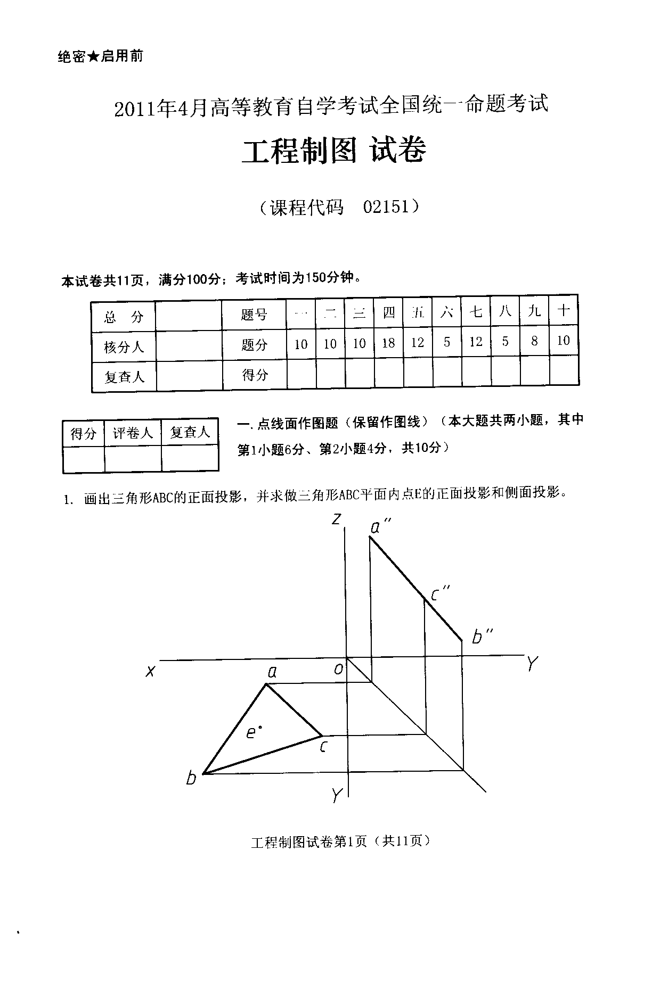 绝密★启用前
2011年4月高等教育自学考试全国统一命题考试
工程制图 试卷
（课程代码 02151）
本试卷共11页，满分100分；考试时间为150分钟。
总 分 题号 一 二 三 四 五 六 七 八 九 十
核分人 题分 10 10 10 18 12 5 12 5 8 10
复查人 得分
得分 评卷人 复查人
一.点线面作图题（保留作图线）（本大题共两小题，其中
第1小题6分、第2小题4分，共10分）
1. 画出三角形ABC的正面投影，并求做三角形ABC平面内点E的正面投影和侧面投影。
Z
a″
c″
b″
X
a
o
Y
e
c
b
Y
工程制图试卷第1页（共11页）